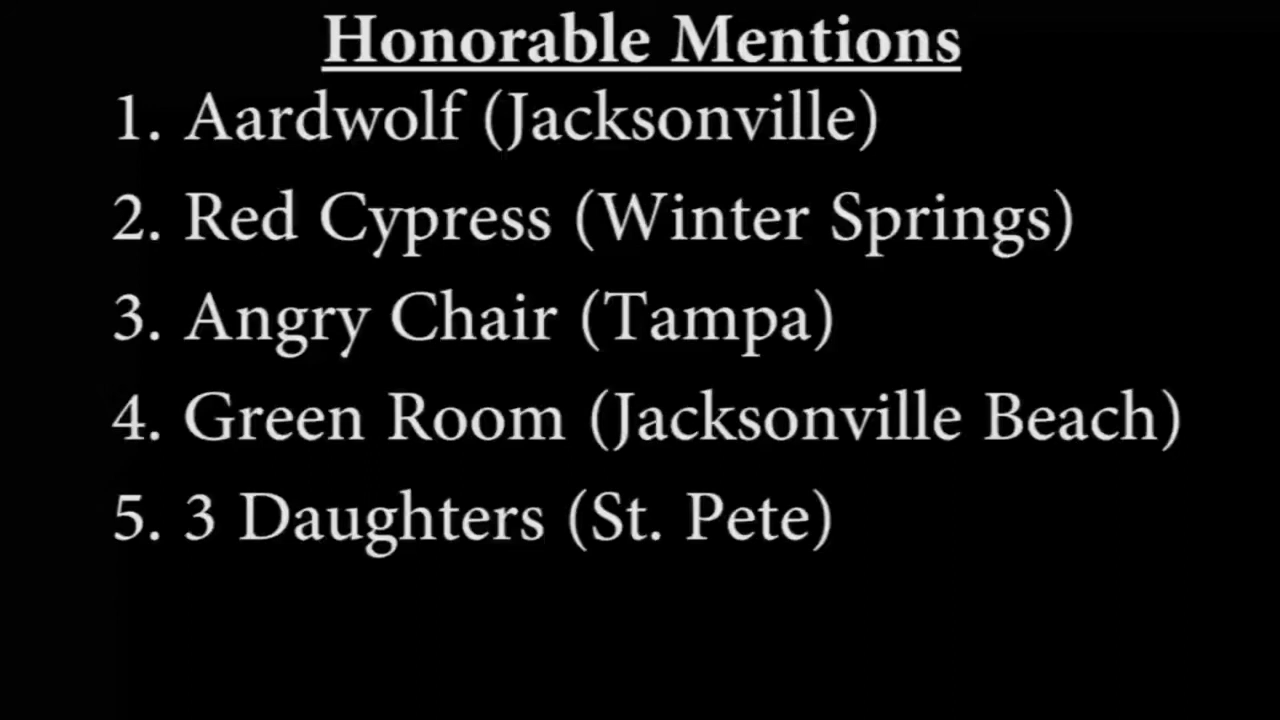 Honorable Mentions
1. Aardwolf (Jacksonville)
2. Red Cypress (Winter Springs)
3. Angry Chair (Tampa)
4. Green Room (Jacksonville Beach)
5. 3 Daughters (St. Pete)